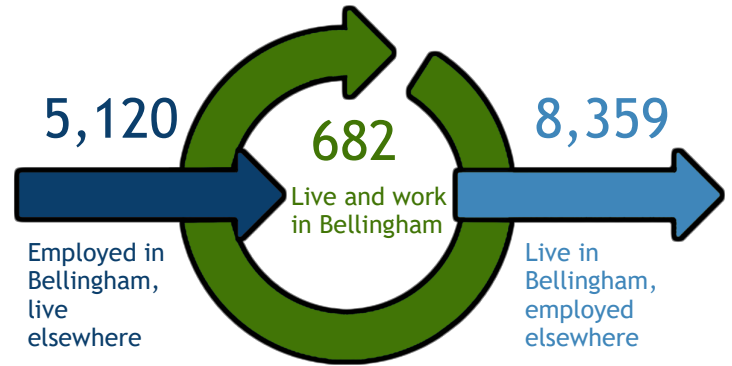 5,120
Employed in
Bellingham,
live
elsewhere
682
Live and work
in Bellingham
8,359
Live in
Bellingham,
employed
elsewhere